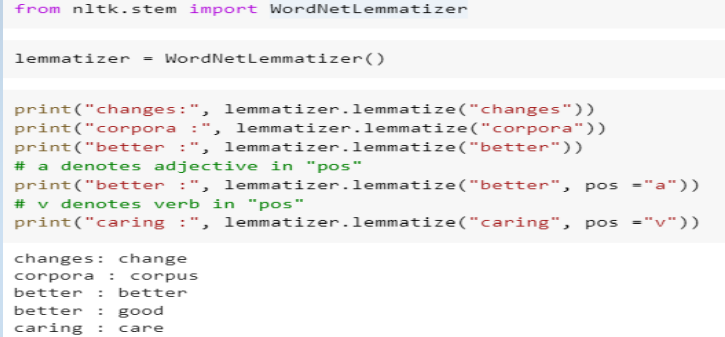 from nltk.stem import WordNetLemmatizer
lemmatizer = WordNetLemmatizer()
print("changes:", lemmatizer.lemmatize("changes"))
print("corpora :", lemmatizer.lemmatize("corpora"))
print("better :", lemmatizer.lemmatize("better"))
# a denotes adjective in "pos"
print("better :", lemmatizer.lemmatize("better", pos ="a"))
# v denotes verb in "pos"
print("caring :", lemmatizer.lemmatize("caring", pos ="v"))
changes: change
corpora : corpus
better : better
better : good
caring : care